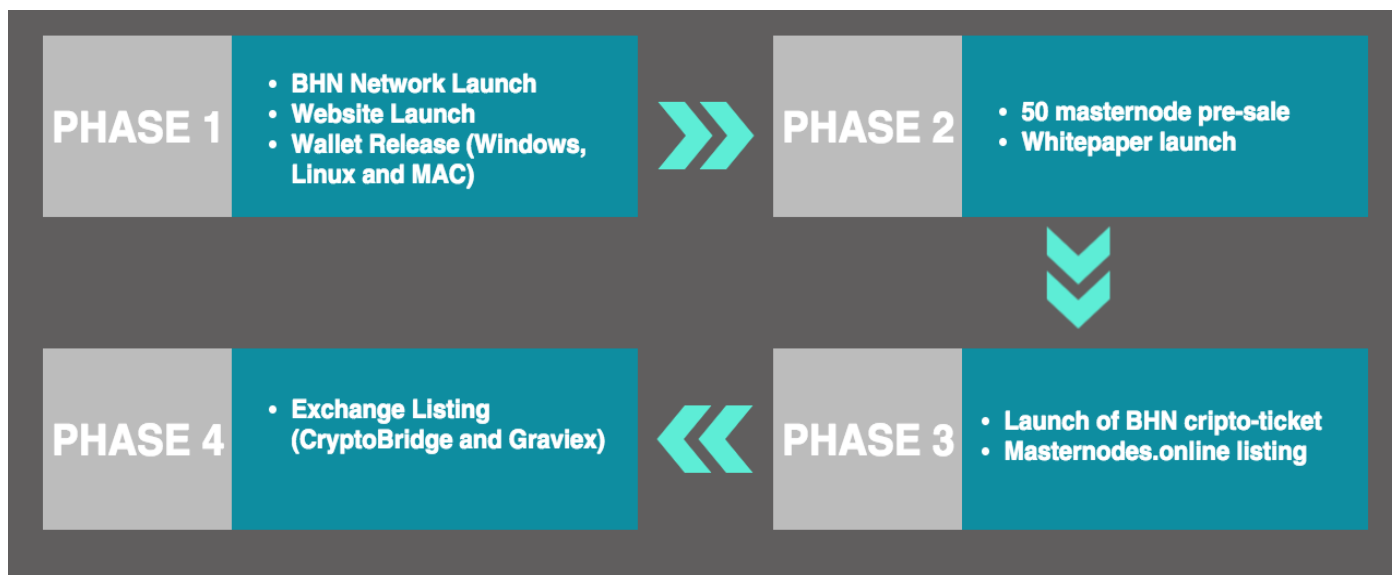 PHASE 1
• BHN Network Launch
• Website Launch
• Wallet Release (Windows,
Linux and MAC)
PHASE 2
• 50 masternode pre-sale
• Whitepaper launch
PHASE 3
• Launch of BHN cripto-ticket
• Masternodes.online listing
PHASE 4
• Exchange Listing
(CryptoBridge and Graviex)